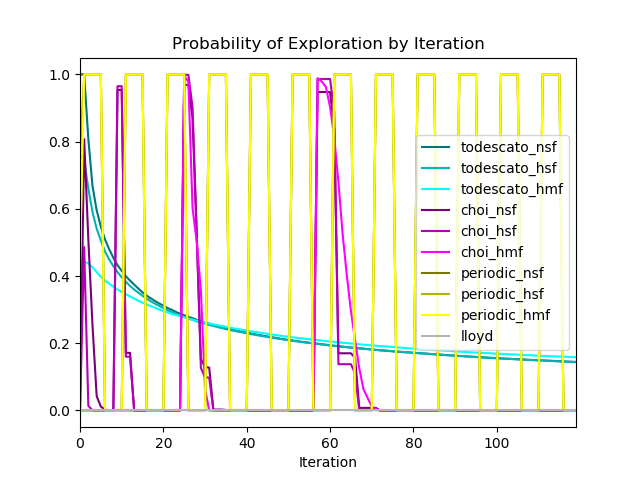 Probability of Exploration by Iteration
1.0
0.8
0.6
0.4
0.2
0.0
todescato_nsf
todescato_hsf
todescato_hmf
choi_nsf
choi_hsf
choi_hmf
periodic_nsf
periodic_hsf
periodic_hmf
lloyd
0 20 40 60 80 100
Iteration